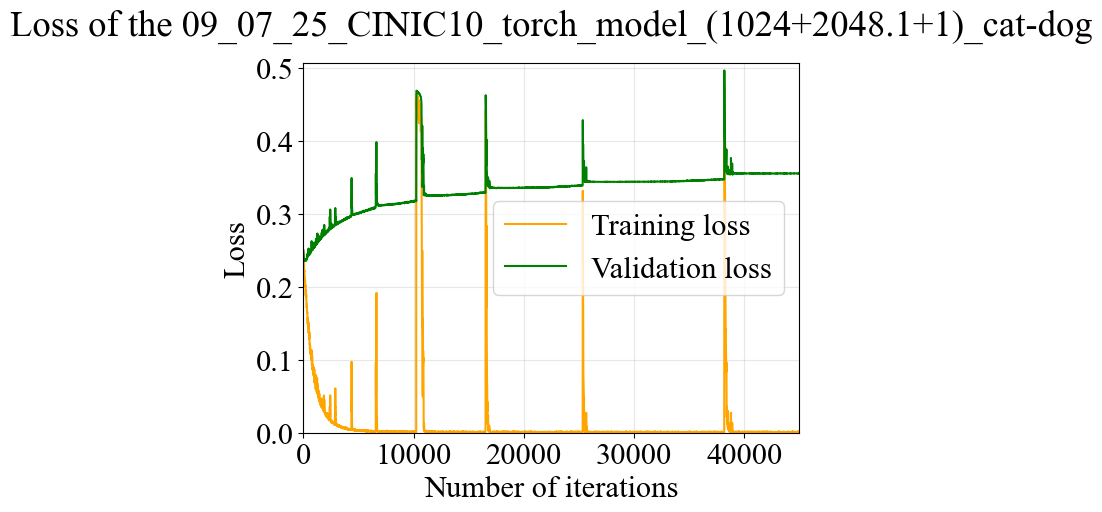 Loss of the 09_07_25_CINIC10_torch_model_(1024+2048.1+1)_cat-dog
0.5
0.4
0.3
0.2
0.1
0.0
Loss
Training loss
Validation loss
0 10000 20000 30000 40000
Number of iterations